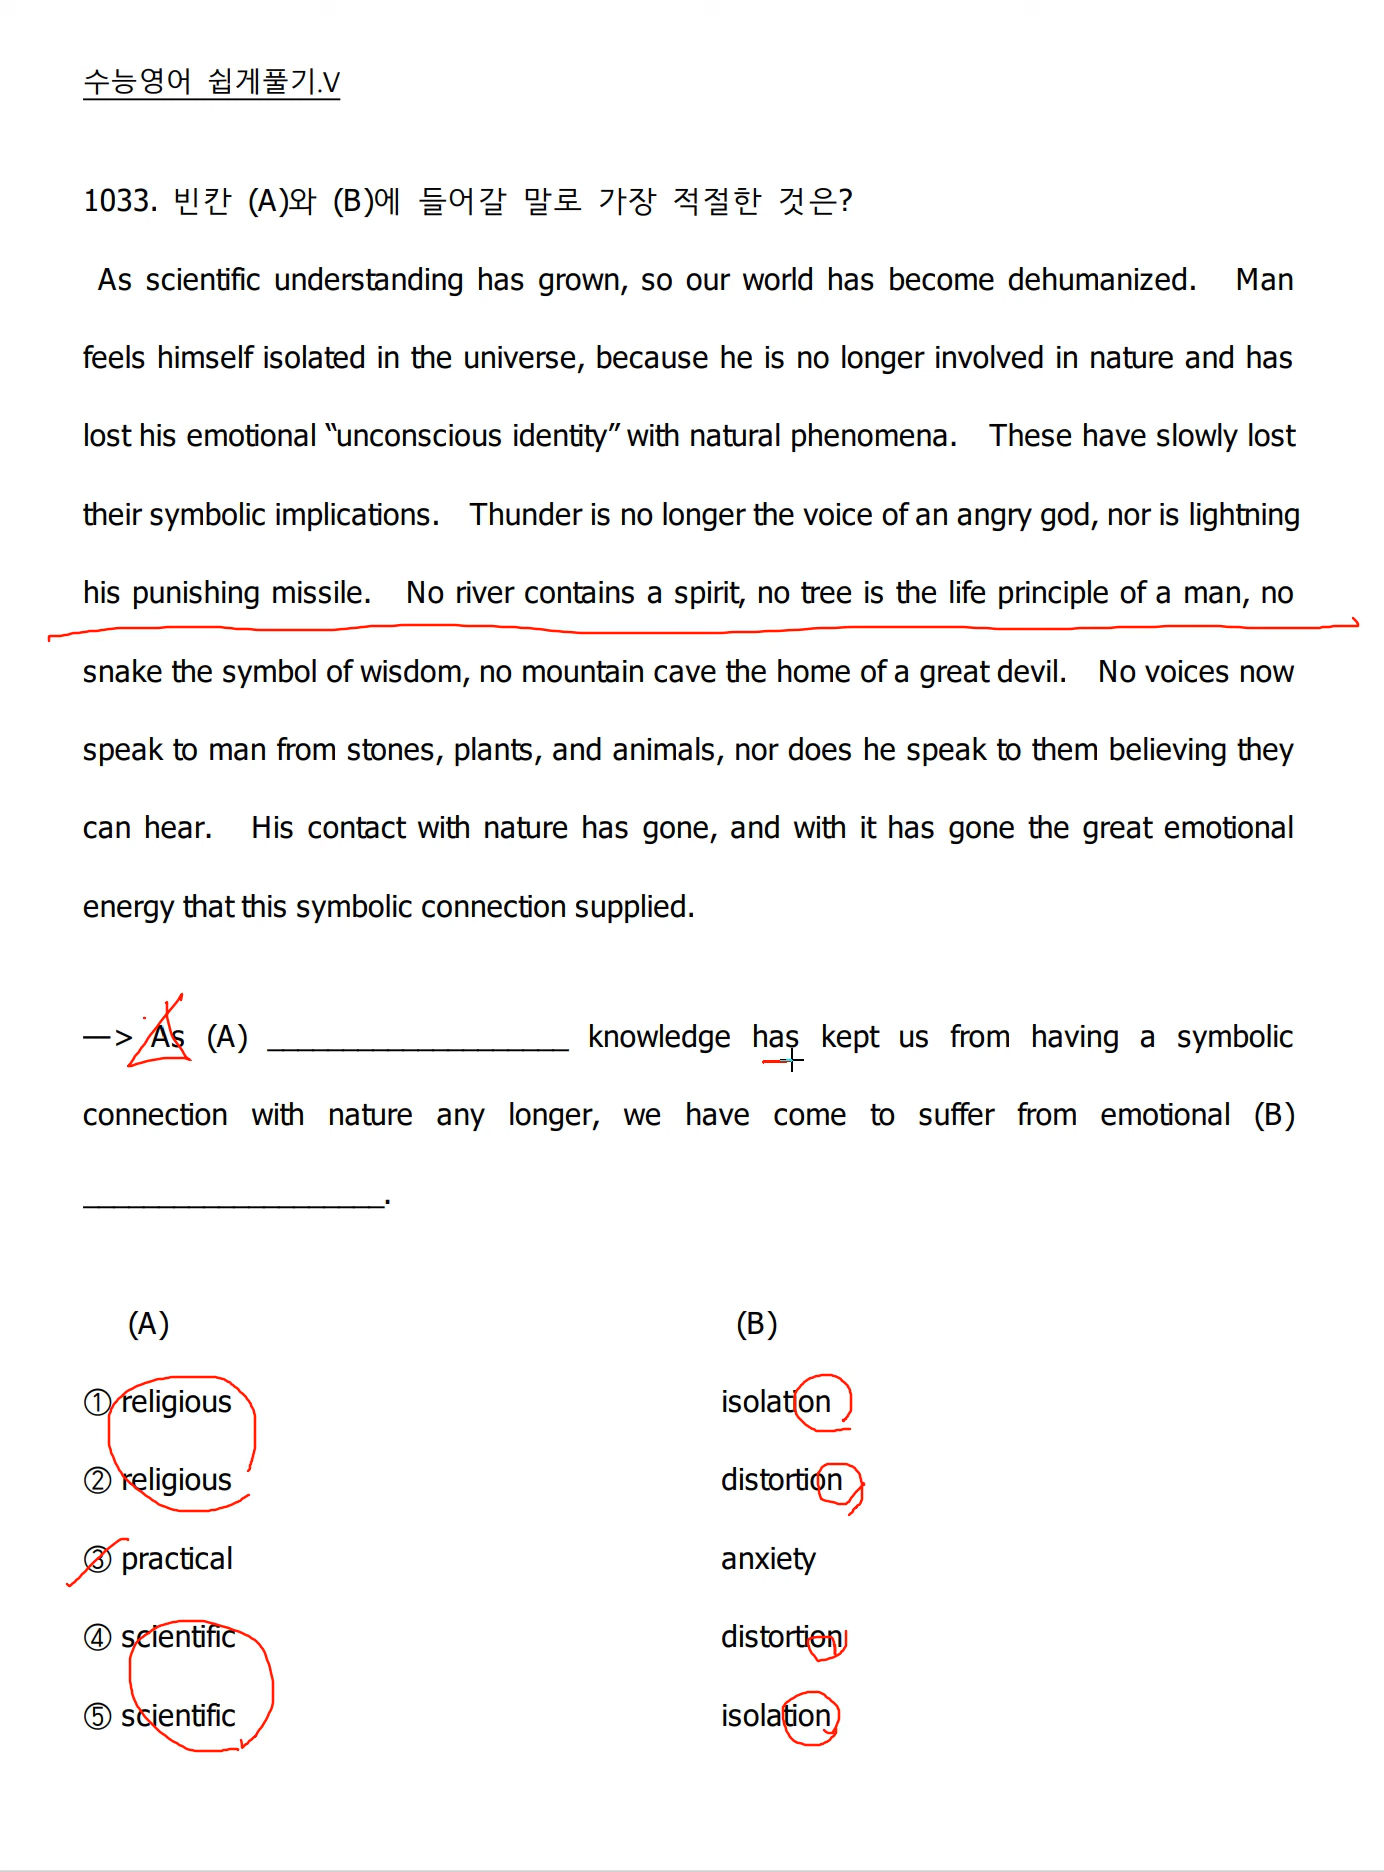 수능영어 쉽게풀기.V
1033. 빈칸 (A)와 (B)에 들어갈 말로 가장 적절한 것은?
As scientific understanding has grown, so our world has become dehumanized. Man
feels himself isolated in the universe, because he is no longer involved in nature and has
lost his emotional “unconscious identity” with natural phenomena. These have slowly lost
their symbolic implications. Thunder is no longer the voice of an angry god, nor is lightning
his punishing missile. No river contains a spirit, no tree is the life principle of a man, no
snake the symbol of wisdom, no mountain cave the home of a great devil. No voices now
speak to man from stones, plants, and animals, nor does he speak to them believing they
can hear. His contact with nature has gone, and with it has gone the great emotional
energy that this symbolic connection supplied.
—> As (A) ____________________ knowledge has kept us from having a symbolic
connection with nature any longer, we have come to suffer from emotional (B)
____________________.
(A) (B)
① religious isolation
② religious distortion
③ practical anxiety
④ scientific distortion
⑤ scientific isolation